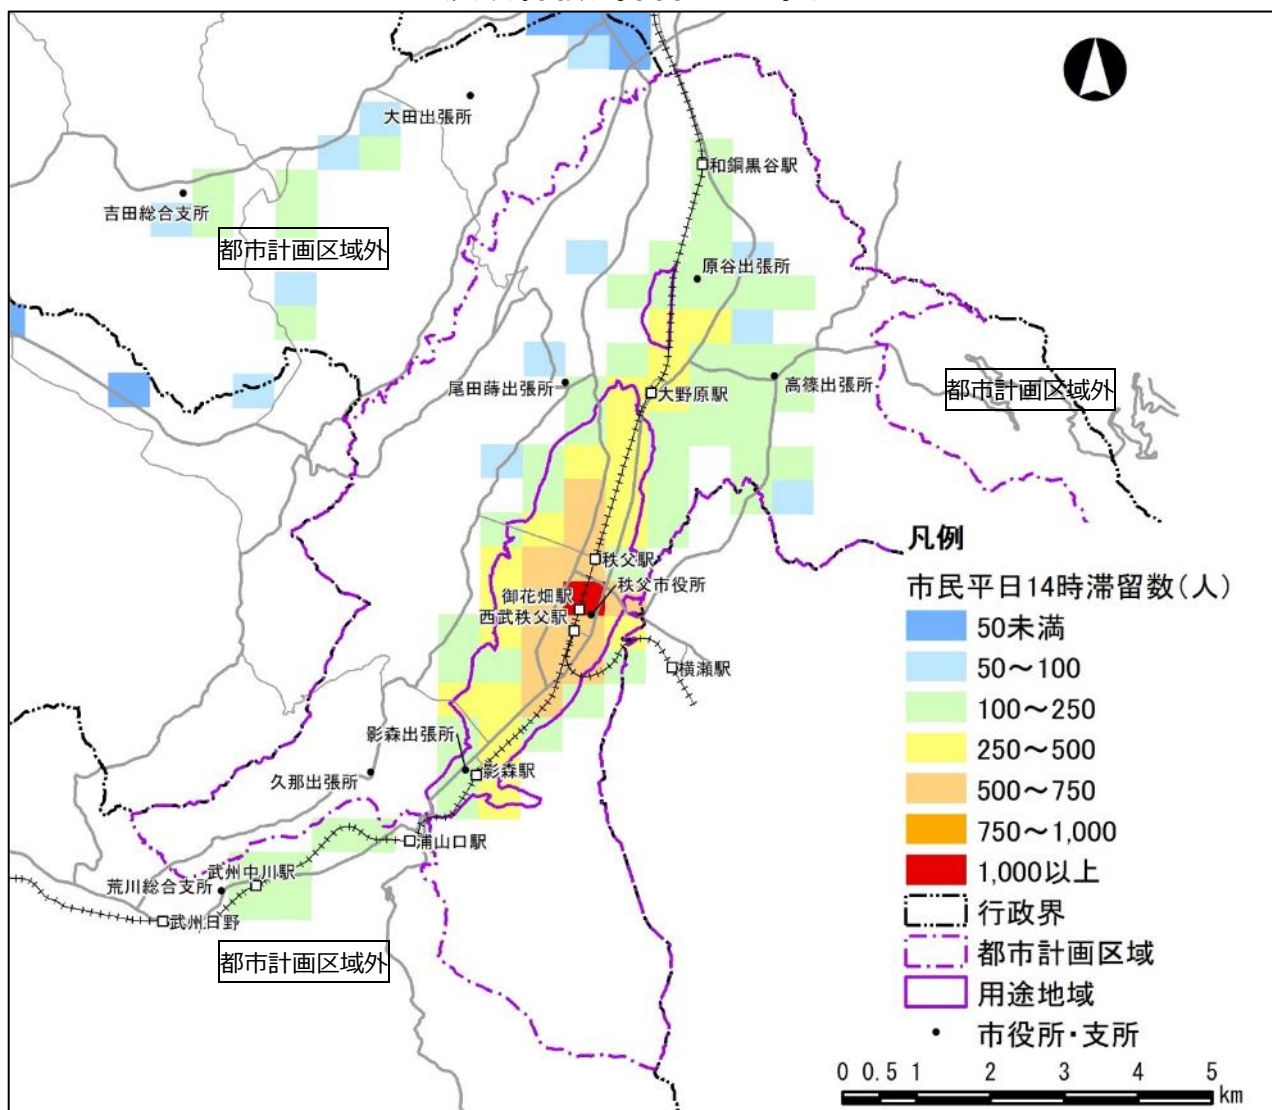 大田出張所
和銅黒谷駅
吉田総合支所
都市計画区域外
原谷出張所
尾田蒔出張所
大野原駅
高篠出張所
都市計画区域外
秩父駅
秩父市役所
御花畑駅
西武秩父駅
横瀬駅
影森出張所
影森駅
久那出張所
浦山口駅
武州中川駅
荒川総合支所
武州日野
都市計画区域外
凡例
市民平日14時滞留数(人)
50未満
50～100
100～250
250～500
500～750
750～1,000
1,000以上
行政界
都市計画区域
用途地域
市役所・支所
0 0.5 1 2 3 4 5
km